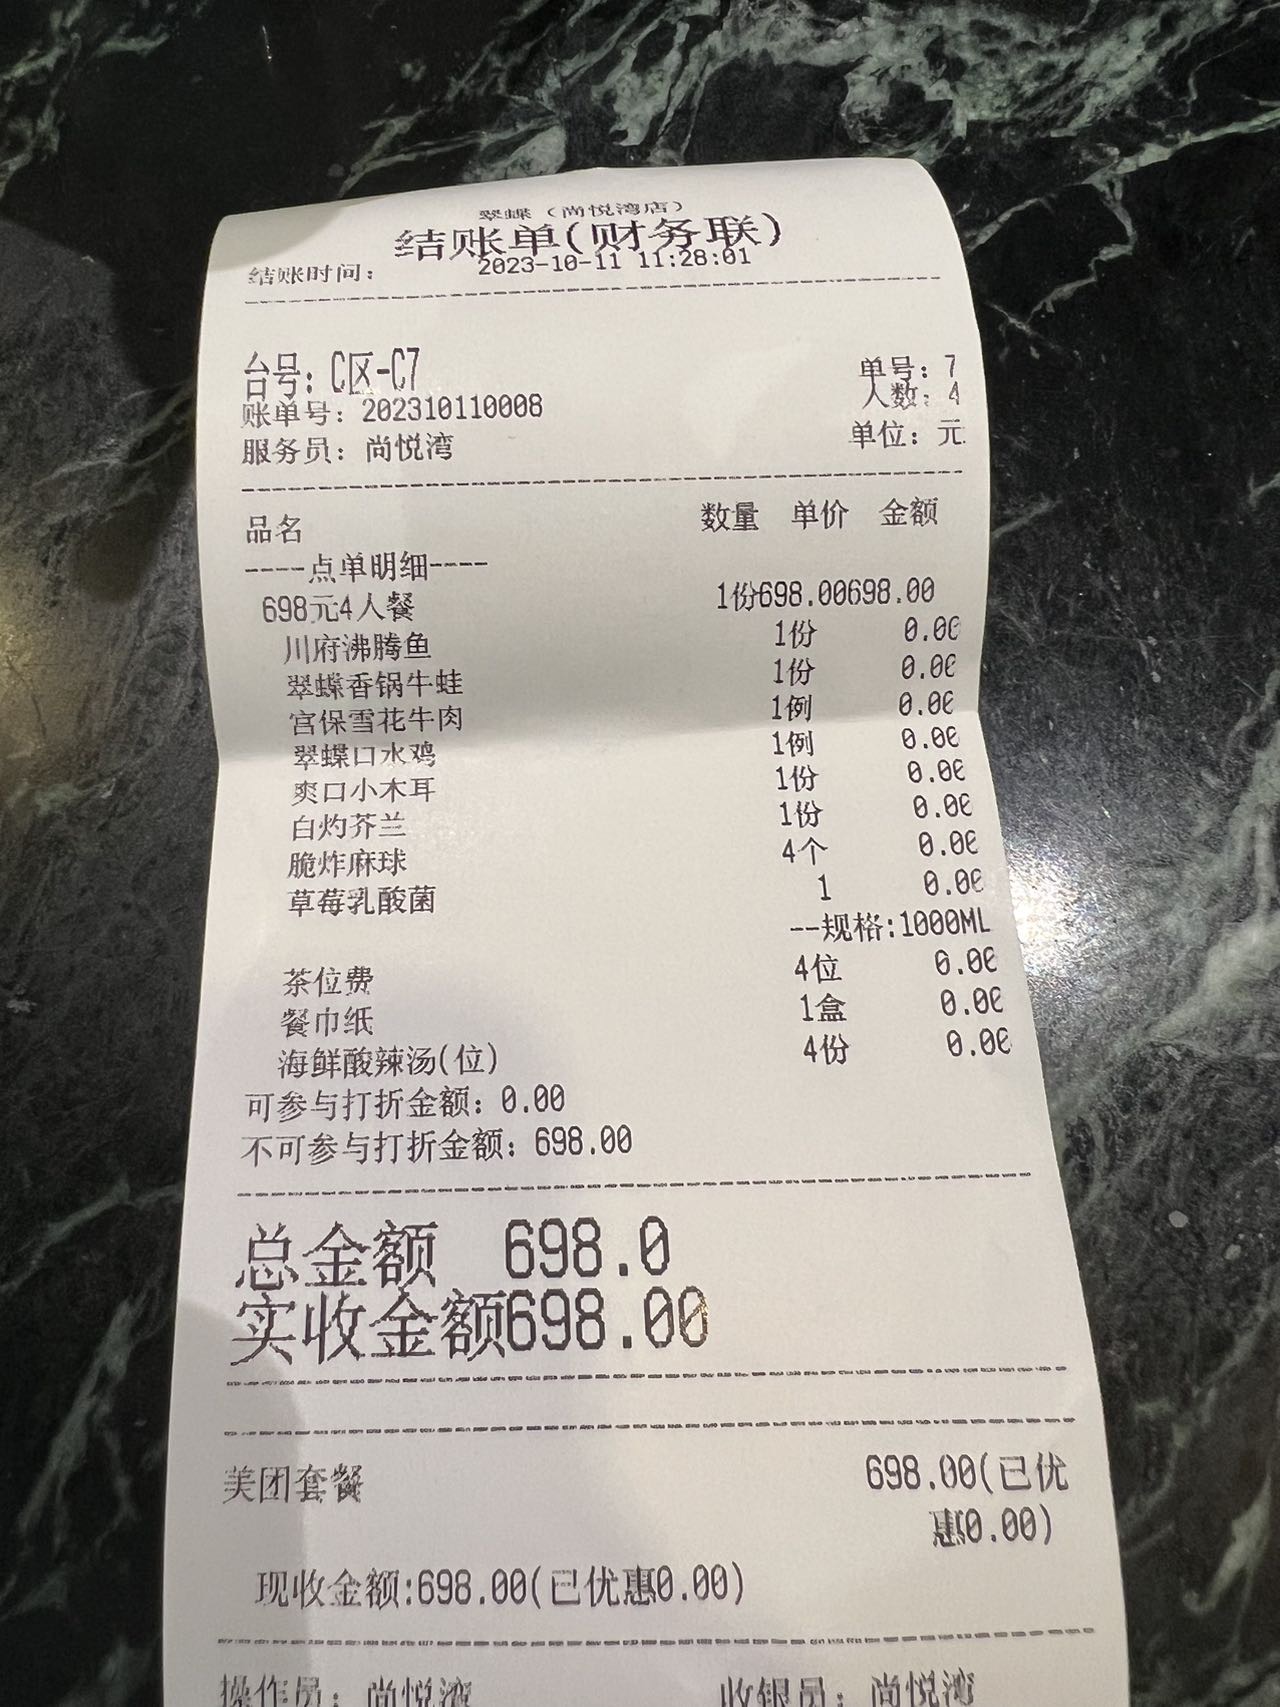 翠蝶（尚悦湾店）
结账单(财务联)
结账时间： 2023-10-11 11:28:01
台号：C区-C7 单号：7
账单号：202310110008 人数：4
服务员：尚悦湾 单位：元
品名 数量 单价 金额
----点单明细----
698元4人餐 1份698.00698.00
川府沸腾鱼 1份 0.00
翠蝶香锅牛蛙 1份 0.00
宫保雪花牛肉 1例 0.00
翠蝶口水鸡 1例 0.00
爽口小木耳 1份 0.00
白灼芥兰 1份 0.00
脆炸麻球 4个 0.00
草莓乳酸菌 1 0.00
--规格:1000ML
茶位费 4位 0.00
餐巾纸 1盒 0.00
海鲜酸辣汤(位) 4份 0.00
可参与打折金额：0.00
不可参与打折金额：698.00
总金额 698.0
实收金额698.00
美团套餐 698.00(已优
惠0.00)
现收金额:698.00(已优惠0.00)
操作员：尚悦湾 收银员：尚悦湾